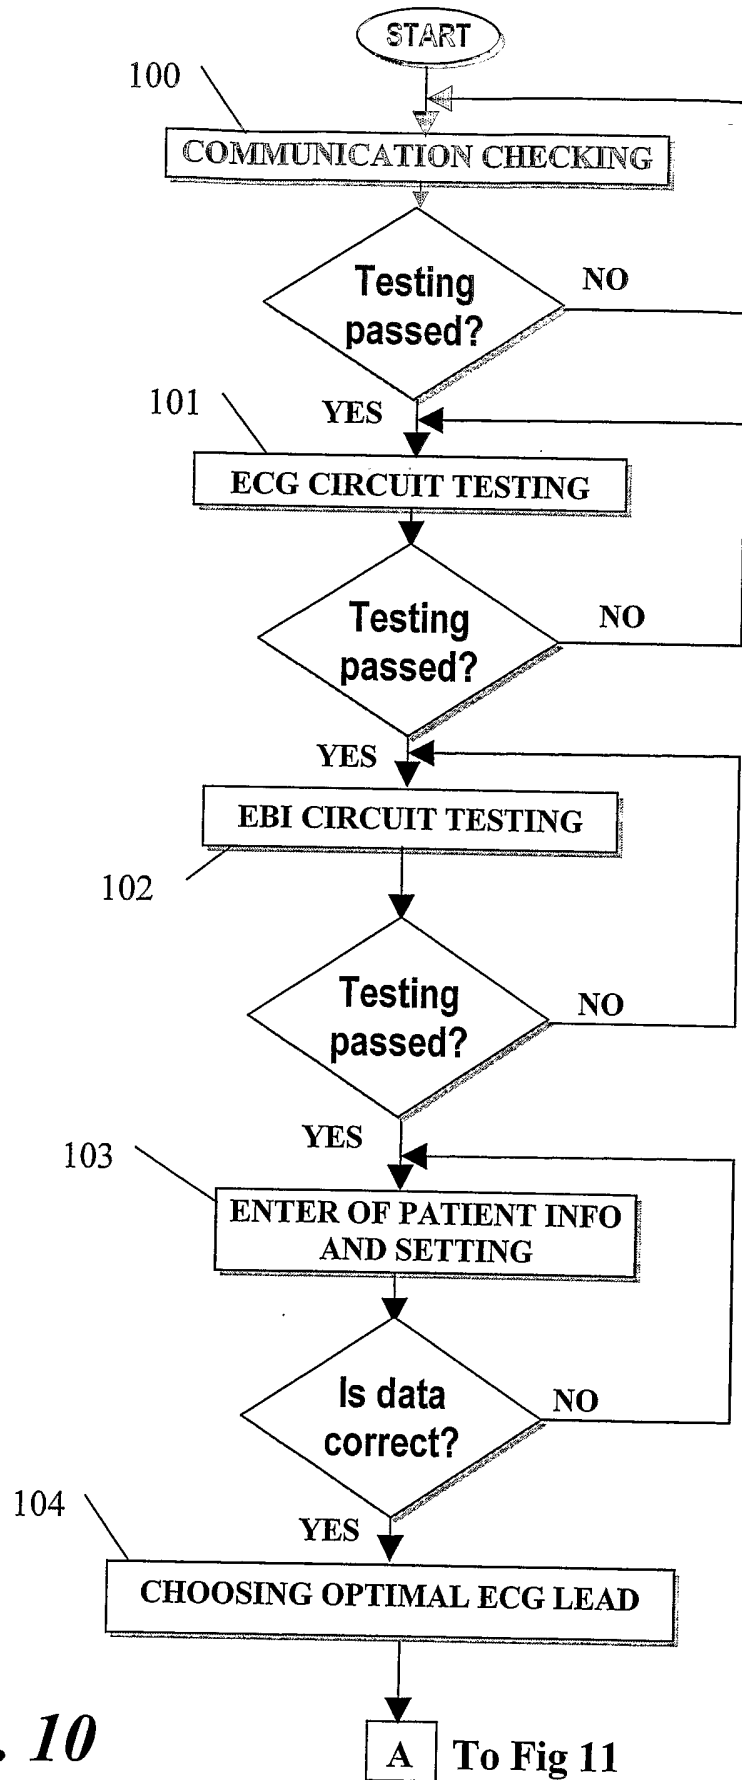 START
100
COMMUNICATION CHECKING
Testing
passed?
NO
YES
101
ECG CIRCUIT TESTING
Testing
passed?
NO
YES
EBI CIRCUIT TESTING
102
Testing
passed?
NO
YES
103
ENTER OF PATIENT INFO
AND SETTING
Is data
correct?
NO
YES
104
CHOOSING OPTIMAL ECG LEAD
. 10
A To Fig 11